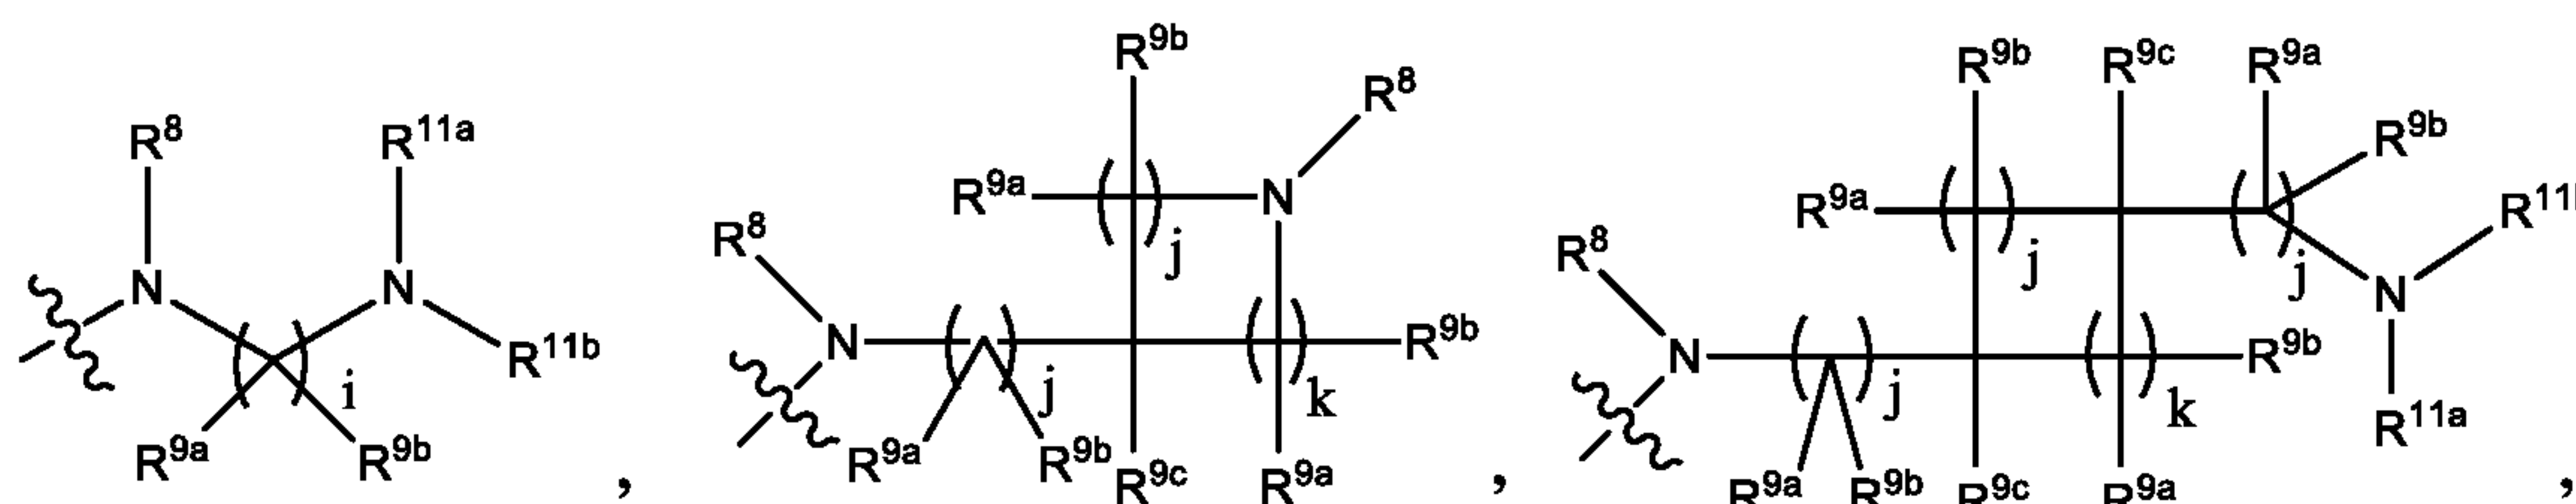 R9b
R9b R9c R9a
R8 R11a R8 R9b
R9a N R9a R11b
R8 j R8 j j
N N N N N
R11b j k R9b j k R9b
i R11a
R9a R9b , R9a R9b R9c R9a , R9a R9b R9c R9a ,